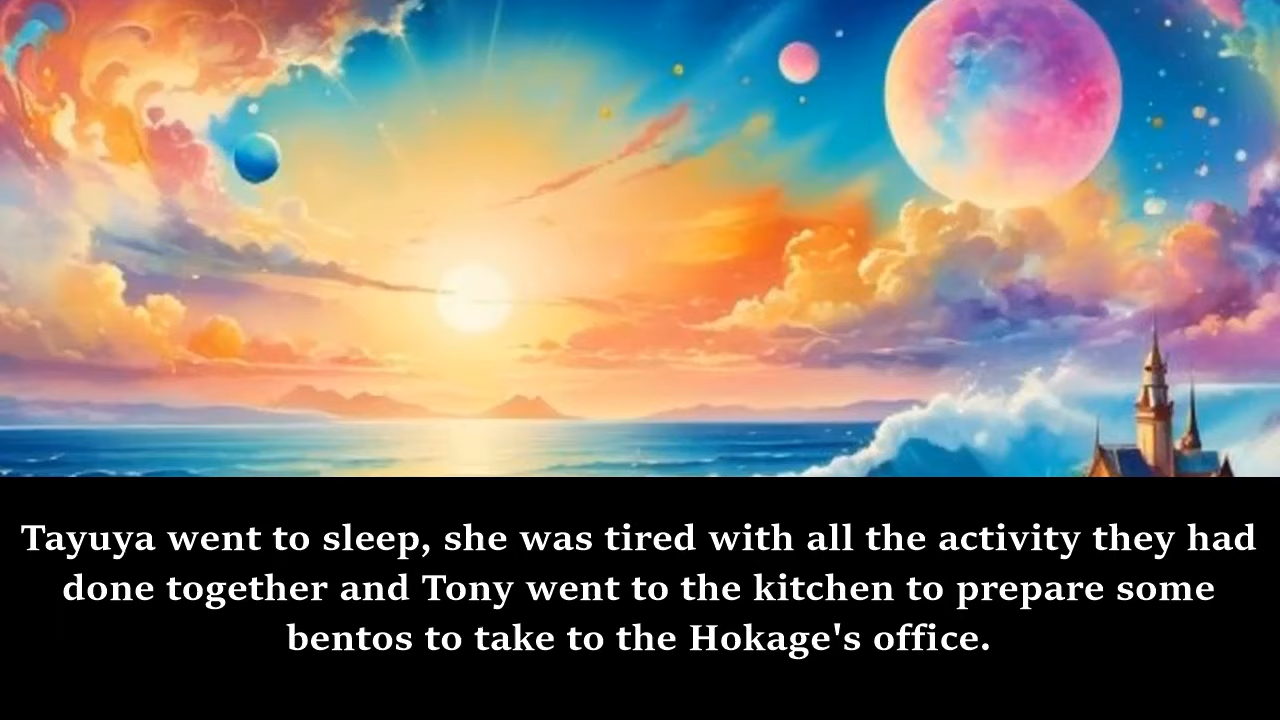 Tayuya went to sleep, she was tired with all the activity they had
done together and Tony went to the kitchen to prepare some
bentos to take to the Hokage's office.